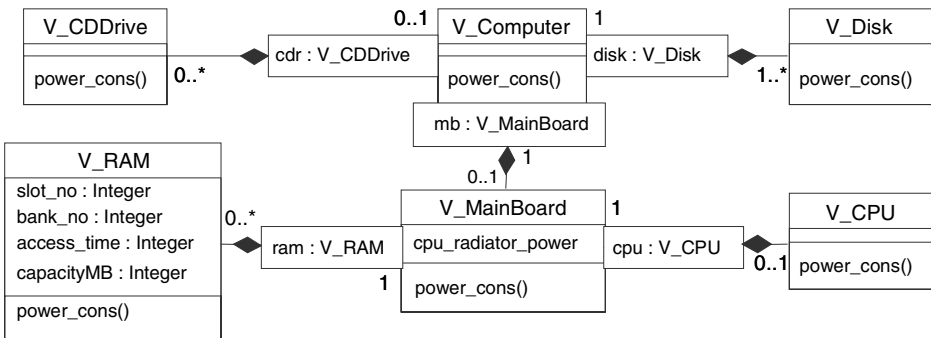 V_CDDrive
power_cons()
0..*
cdr : V_CDDrive
0..1
V_Computer
power_cons()
1
disk : V_Disk
1..*
V_Disk
power_cons()
mb : V_MainBoard
1
0..1
V_RAM
slot_no : Integer
bank_no : Integer
access_time : Integer
capacityMB : Integer
power_cons()
0..*
ram : V_RAM
1
V_MainBoard
cpu_radiator_power
power_cons()
1
cpu : V_CPU
0..1
V_CPU
power_cons()